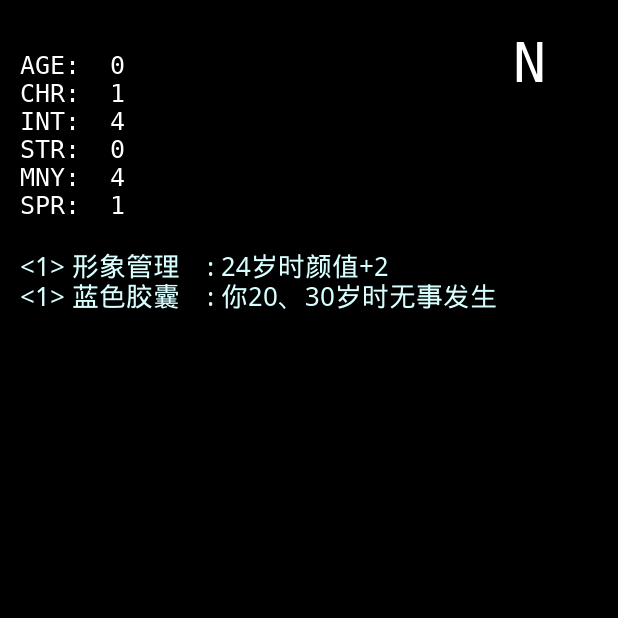 N
AGE: 0
CHR: 1
INT: 4
STR: 0
MNY: 4
SPR: 1
<1> 形象管理 : 24岁时颜值+2
<1> 蓝色胶囊 : 你20、30岁时无事发生